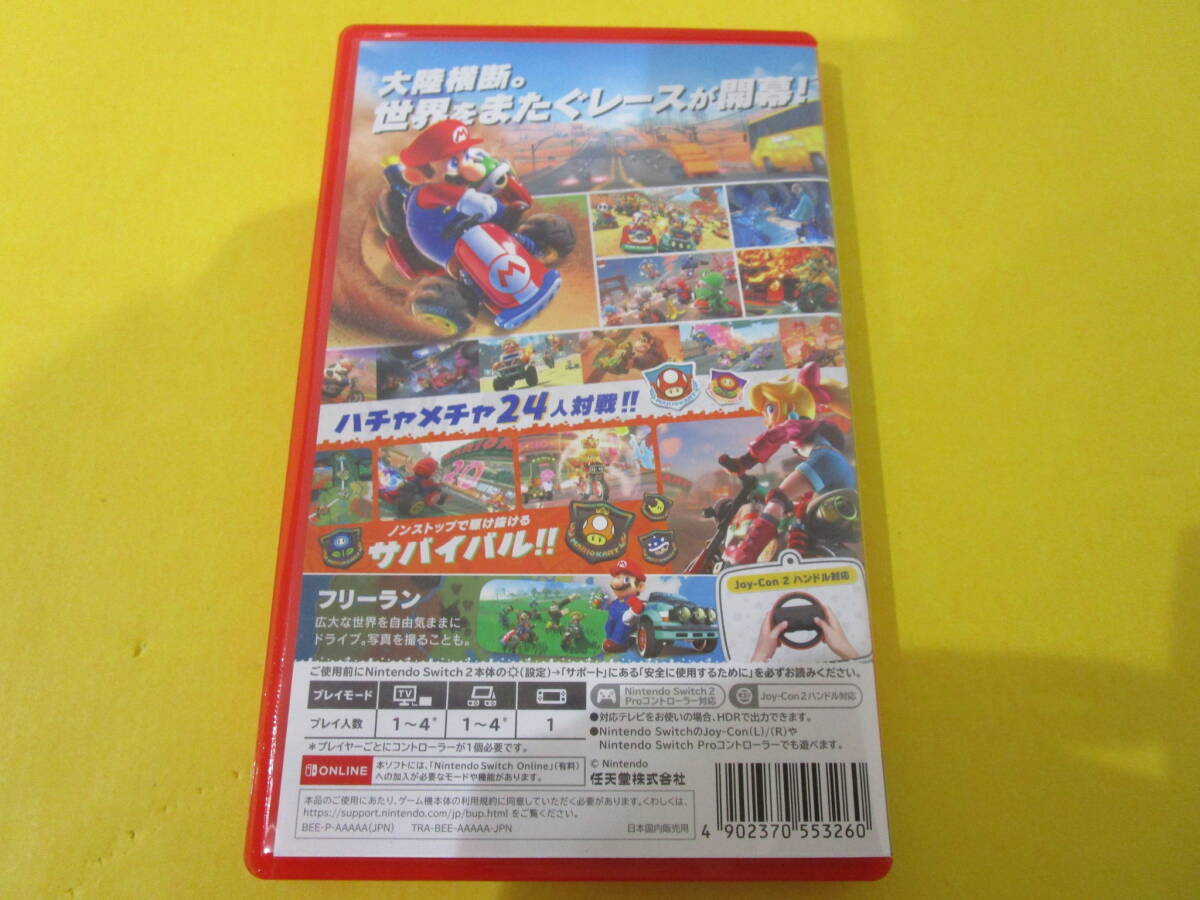 大陸横断。
世界をまたぐレースが開幕!
M
M
MARIOKART
ハチャメチャ24人対戦!!
ノンストップで駆け抜ける
サバイバル!!
MARIOKART
Joy-Con 2 ハンドル対応
フリーラン
広大な世界を自由気ままに
ドライブ。写真を撮ることも。
ご使用前にNintendo Switch 2本体の(設定)→「サポート」にある「安全に使用するために」を必ずお読みください。
プレイモード TV
プレイ人数 1~4* 1~4* 1
*プレイヤーごとにコントローラーが1個必要です。
Nintendo Switch 2
Proコントローラー対応
Joy-Con 2ハンドル対応
●対応テレビをお使いの場合、HDRで出力できます。
●Nintendo SwitchのJoy-Con(L)/(R)や
Nintendo Switch Proコントローラーでも遊べます。
ONLINE
本ソフトには、「Nintendo Switch Online」(有料)
への加入が必要なモードや機能があります。
© Nintendo
任天堂株式会社
本品のご使用にあたり、ゲーム機本体の利用規約に同意していただく必要があります。くわしくは、
https://support.nintendo.com/jp/bup.html をご覧ください。
BEE-P-AAAAA(JPN) TRA-BEE-AAAAA-JPN 日本国内販売用
4 902370 553260